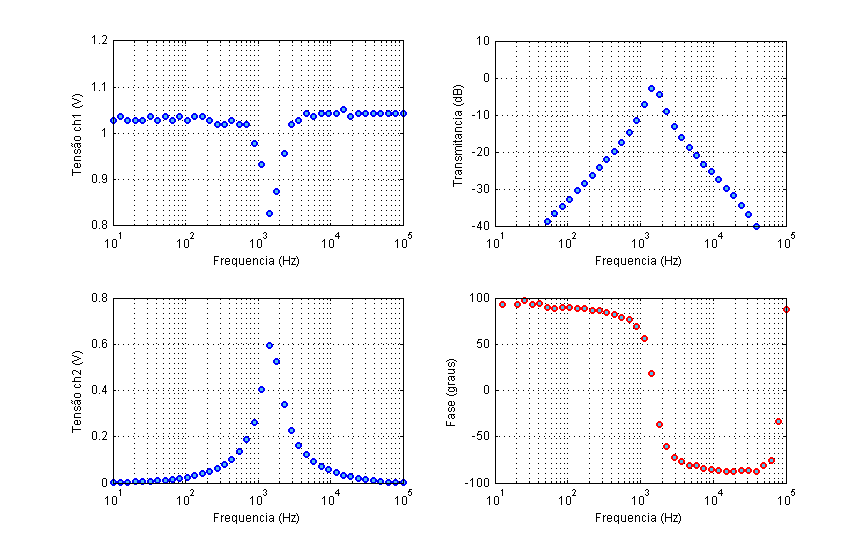 1.2
1.1
1
0.9
0.8
Tensão ch1 (V)
10^1 10^2 10^3 10^4 10^5
Frequencia (Hz)
10
0
-10
-20
-30
-40
Transmitancia (dB)
10^1 10^2 10^3 10^4 10^5
Frequencia (Hz)
0.8
0.6
0.4
0.2
0
Tensão ch2 (V)
10^1 10^2 10^3 10^4 10^5
Frequencia (Hz)
100
50
0
-50
-100
Fase (graus)
10^1 10^2 10^3 10^4 10^5
Frequencia (Hz)